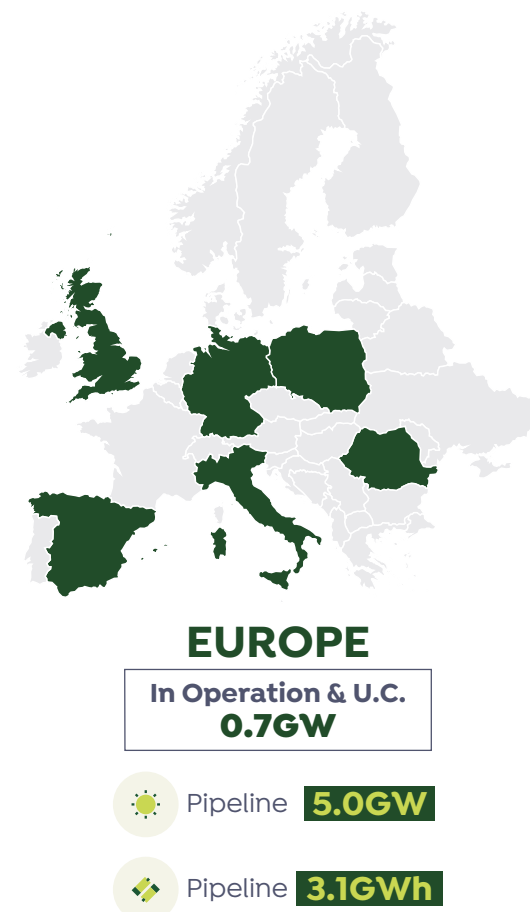 EUROPE
In Operation & U.C.
0.7GW
Pipeline 5.0GW
Pipeline 3.1GWh